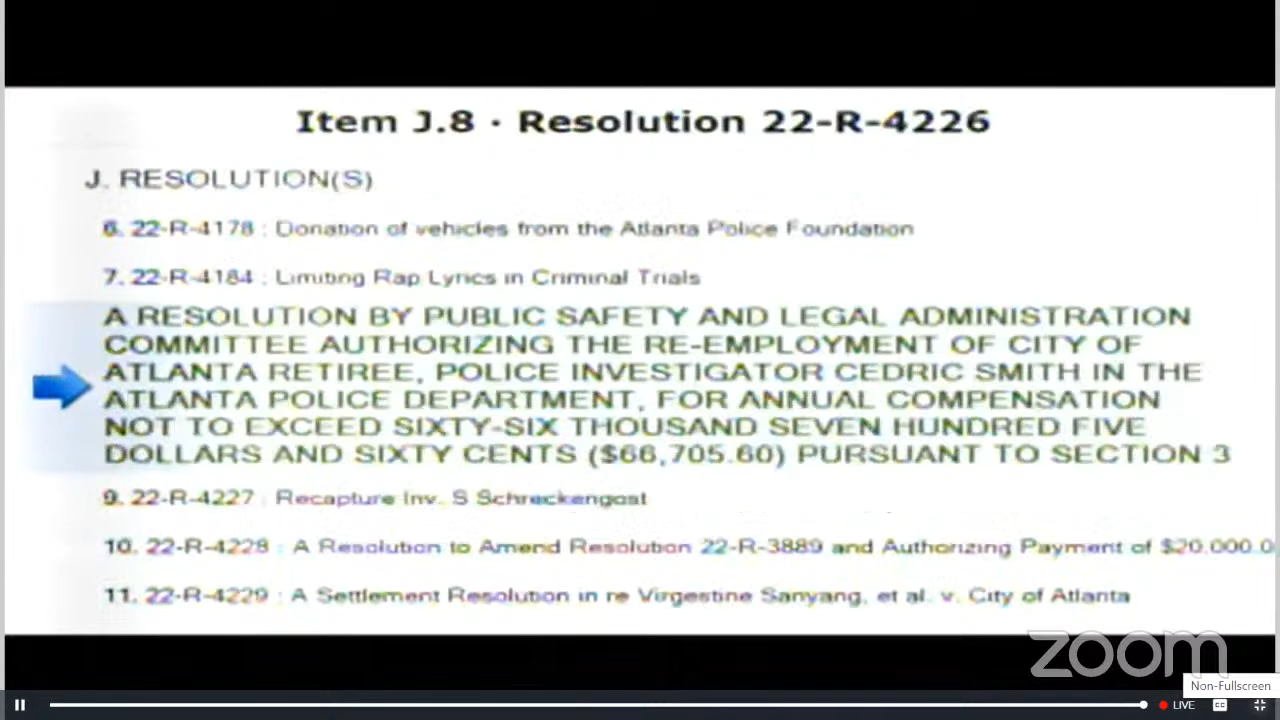 Item J.8 · Resolution 22-R-4226
J. RESOLUTION(S)
6. 22-R-4178 : Donation of vehicles from the Atlanta Police Foundation
7. 22-R-4184 : Limiting Rap Lyrics in Criminal Trials
A RESOLUTION BY PUBLIC SAFETY AND LEGAL ADMINISTRATION
COMMITTEE AUTHORIZING THE RE-EMPLOYMENT OF CITY OF
ATLANTA RETIREE, POLICE INVESTIGATOR CEDRIC SMITH IN THE
ATLANTA POLICE DEPARTMENT, FOR ANNUAL COMPENSATION
NOT TO EXCEED SIXTY-SIX THOUSAND SEVEN HUNDRED FIVE
DOLLARS AND SIXTY CENTS ($66,705.60) PURSUANT TO SECTION 3
9. 22-R-4227 : Recapture Inv. S Schreckengost
10. 22-R-4228 : A Resolution to Amend Resolution 22-R-3889 and Authorizing Payment of $20.000.0
11. 22-R-4229 : A Settlement Resolution in re Virgestine Sanyang, et al. v. City of Atlanta
zoom
Non-Fullscreen
LIVE
CC